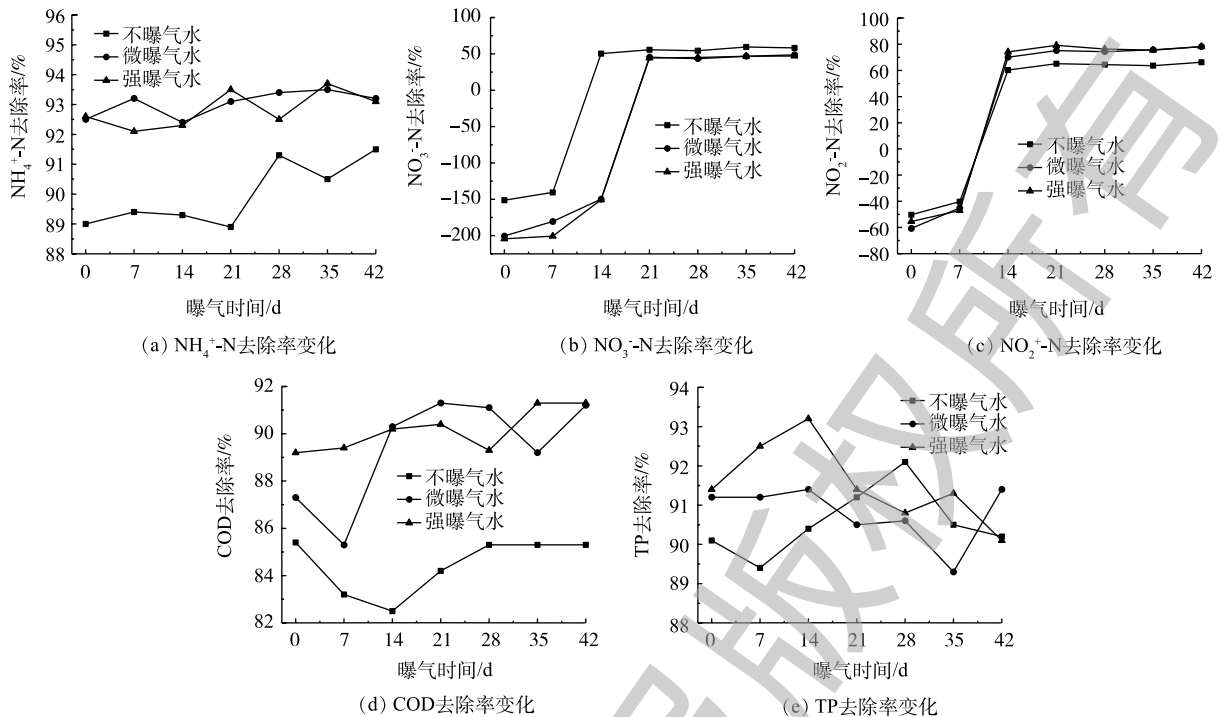 不曝气水
微曝气水
强曝气水
NH₄⁺-N去除率/%
96
95
94
93
92
91
90
89
88
0 7 14 21 28 35 42
曝气时间/d
(a) NH₄⁺-N去除率变化
不曝气水
微曝气水
强曝气水
NO₃⁻-N去除率/%
100
50
0
−50
−100
−150
−200
0 7 14 21 28 35 42
曝气时间/d
(b) NO₃⁻-N去除率变化
不曝气水
微曝气水
强曝气水
NO₂⁻-N去除率/%
100
80
60
40
20
0
−20
−40
−60
−80
0 7 14 21 28 35 42
曝气时间/d
(c) NO₂⁺-N去除率变化
不曝气水
微曝气水
强曝气水
COD去除率/%
92
90
88
86
84
82
0 7 14 21 28 35 42
曝气时间/d
(d) COD去除率变化
不曝气水
微曝气水
强曝气水
TP去除率/%
94
93
92
91
90
89
88
0 7 14 21 28 35 42
曝气时间/d
(e) TP去除率变化
版权所有